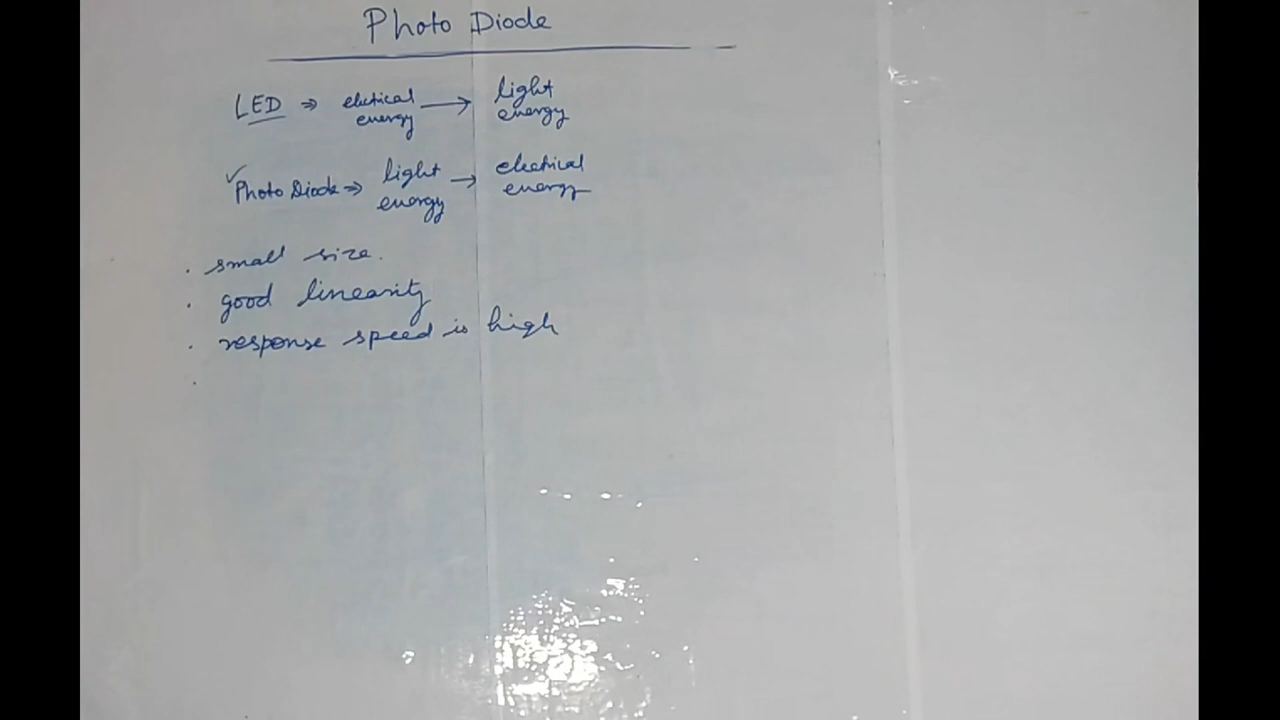 Photo Diode
LED ⇒ electical energy → light energy
✓Photo Diode ⇒ light energy → electrical energy
. small size.
. good linearity
. response speed is high
.